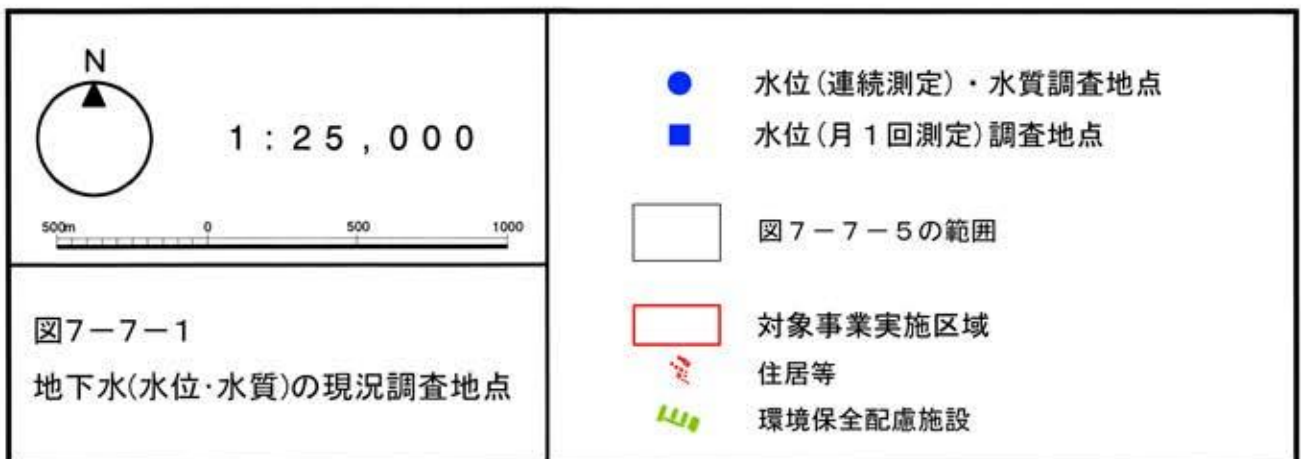 N
1:25,000
500m 0 500 1000
図7-7-1
地下水(水位・水質)の現況調査地点
水位(連続測定)・水質調査地点
水位(月1回測定)調査地点
図7-7-5の範囲
対象事業実施区域
住居等
環境保全配慮施設